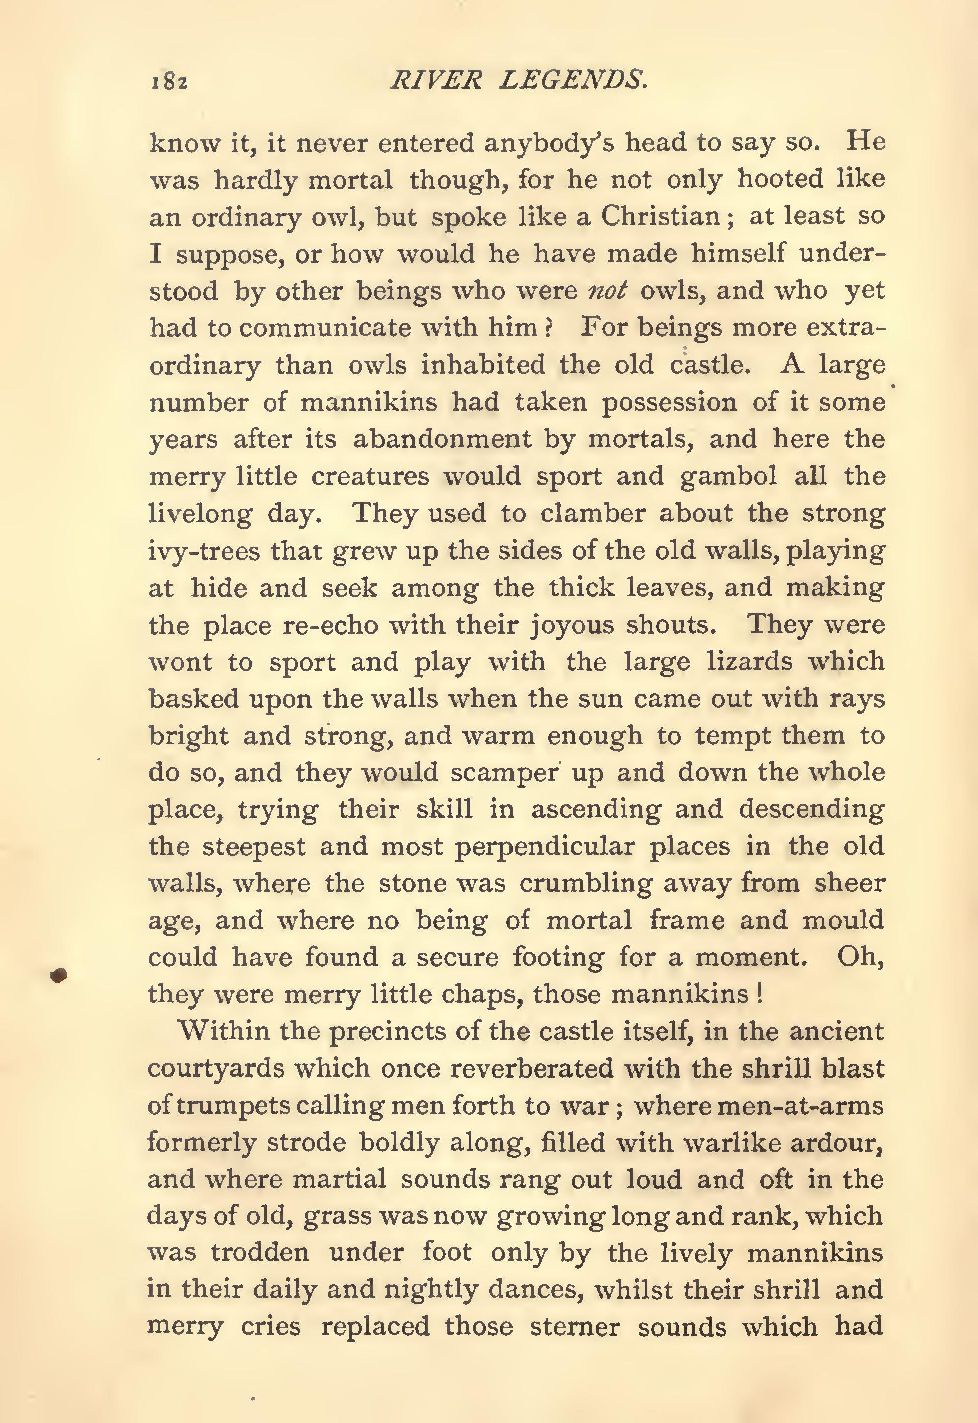 182 RIVER LEGENDS.
know it, it never entered anybody's head to say so. He
was hardly mortal though, for he not only hooted like
an ordinary owl, but spoke like a Christian ; at least so
I suppose, or how would he have made himself under-
stood by other beings who were not owls, and who yet
had to communicate with him ? For beings more extra-
ordinary than owls inhabited the old castle. A large
number of mannikins had taken possession of it some
years after its abandonment by mortals, and here the
merry little creatures would sport and gambol all the
livelong day. They used to clamber about the strong
ivy-trees that grew up the sides of the old walls, playing
at hide and seek among the thick leaves, and making
the place re-echo with their joyous shouts. They were
wont to sport and play with the large lizards which
basked upon the walls when the sun came out with rays
bright and strong, and warm enough to tempt them to
do so, and they would scamper up and down the whole
place, trying their skill in ascending and descending
the steepest and most perpendicular places in the old
walls, where the stone was crumbling away from sheer
age, and where no being of mortal frame and mould
could have found a secure footing for a moment. Oh,
they were merry little chaps, those mannikins !
Within the precincts of the castle itself, in the ancient
courtyards which once reverberated with the shrill blast
of trumpets calling men forth to war ; where men-at-arms
formerly strode boldly along, filled with warlike ardour,
and where martial sounds rang out loud and oft in the
days of old, grass was now growing long and rank, which
was trodden under foot only by the lively mannikins
in their daily and nightly dances, whilst their shrill and
merry cries replaced those sterner sounds which had